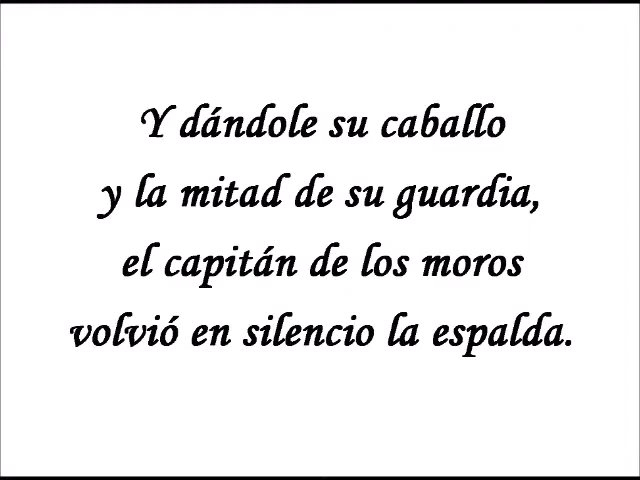 Y dándole su caballo
y la mitad de su guardia,
el capitán de los moros
volvió en silencio la espalda.